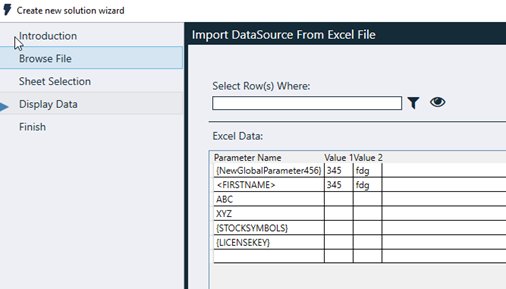 Create new solution wizard
Introduction
Browse File
Sheet Selection
Display Data
Finish
Import DataSource From Excel File
Select Row(s) Where:
Excel Data:
Parameter Name Value 1 Value 2
{NewGlobalParameter456} 345 fdg
<FIRSTNAME> 345 fdg
ABC
XYZ
{STOCKSYMBOLS}
{LICENSEKEY}